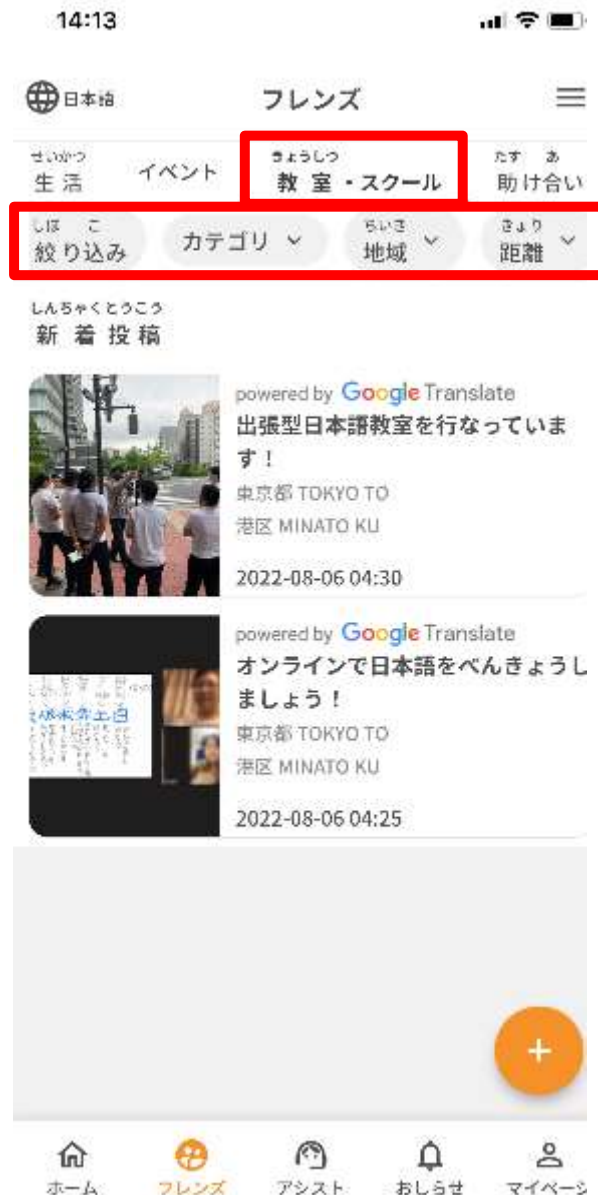 14:13
日本語
フレンズ
せいかつ
生活
イベント
きょうしつ
教室・スクール
たす あ
助け合い
しぼ こ
絞り込み
カテゴリ
ちいき
地域
きょり
距離
しんちゃくとうこう
新着投稿
powered by Google Translate
出張型日本語教室を行なっていま
す！
東京都 TOKYO TO
港区 MINATO KU
2022-08-06 04:30
powered by Google Translate
オンラインで日本語をべんきょうし
ましょう！
東京都 TOKYO TO
港区 MINATO KU
2022-08-06 04:25
ホーム
フレンズ
アシスト
おしらせ
マイページ